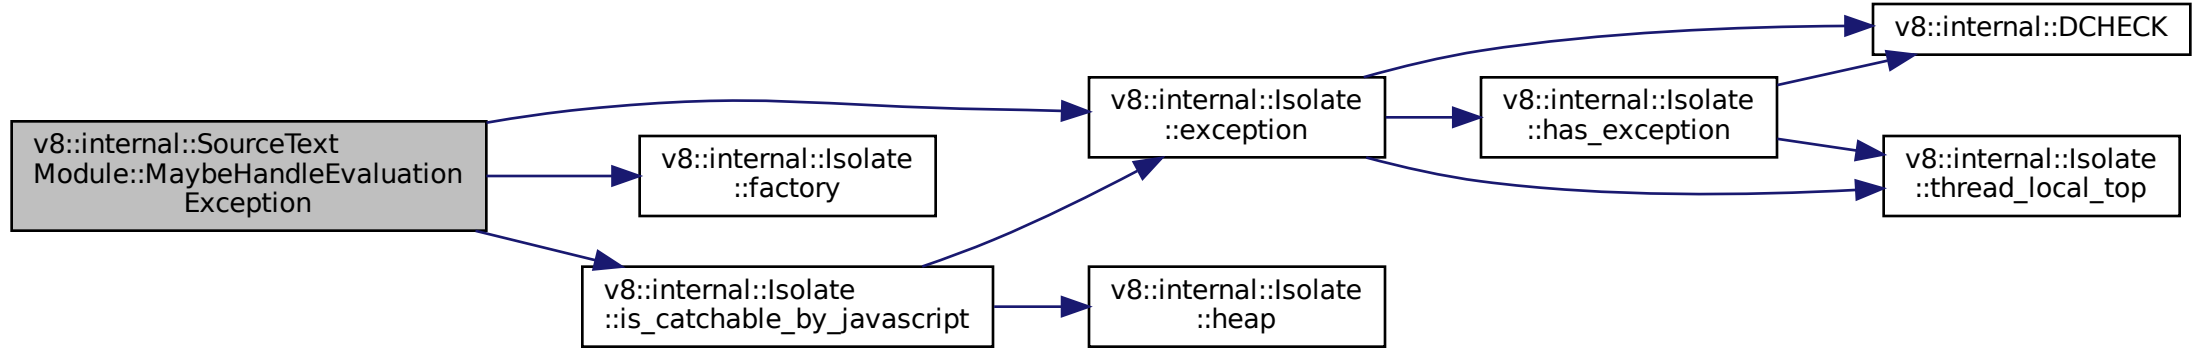 v8::internal::SourceText
Module::MaybeHandleEvaluation
Exception
v8::internal::Isolate
::exception
v8::internal::Isolate
::factory
v8::internal::Isolate
::is_catchable_by_javascript
v8::internal::Isolate
::heap
v8::internal::Isolate
::has_exception
v8::internal::DCHECK
v8::internal::Isolate
::thread_local_top